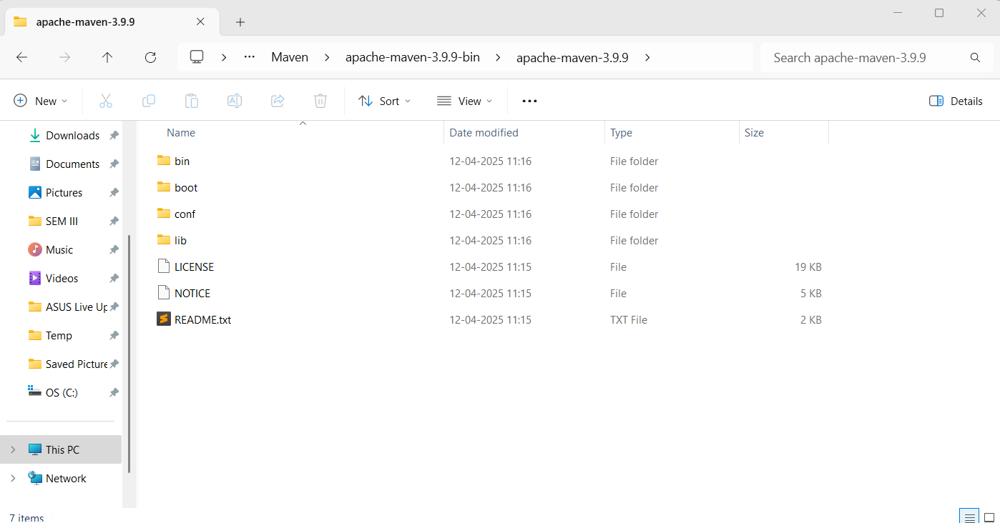 apache-maven-3.9.9
Maven apache-maven-3.9.9-bin apache-maven-3.9.9 Search apache-maven-3.9.9
New Sort View Details
Name Date modified Type Size
Downloads
Documents
Pictures
SEM III
Music
Videos
ASUS Live Up
Temp
Saved Picture
OS (C:)
This PC
Network
bin 12-04-2025 11:16 File folder
boot 12-04-2025 11:16 File folder
conf 12-04-2025 11:16 File folder
lib 12-04-2025 11:16 File folder
LICENSE 12-04-2025 11:15 File 19 KB
NOTICE 12-04-2025 11:15 File 5 KB
README.txt 12-04-2025 11:15 TXT File 2 KB
7 items